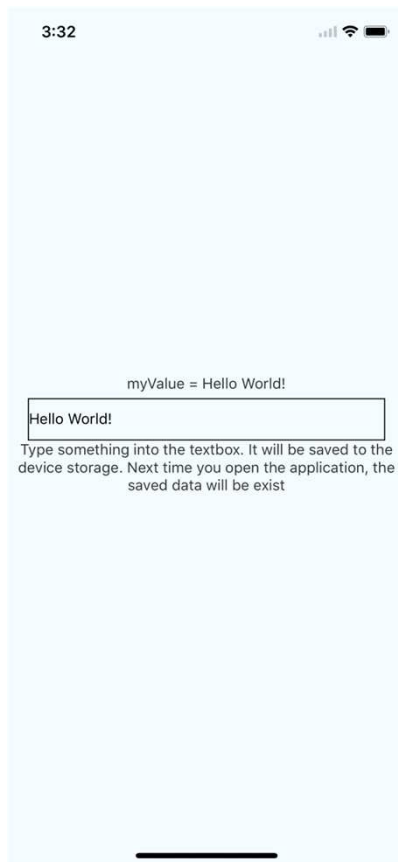 3:32
myValue = Hello World!
Hello World!
Type something into the textbox. It will be saved to the
device storage. Next time you open the application, the
saved data will be exist